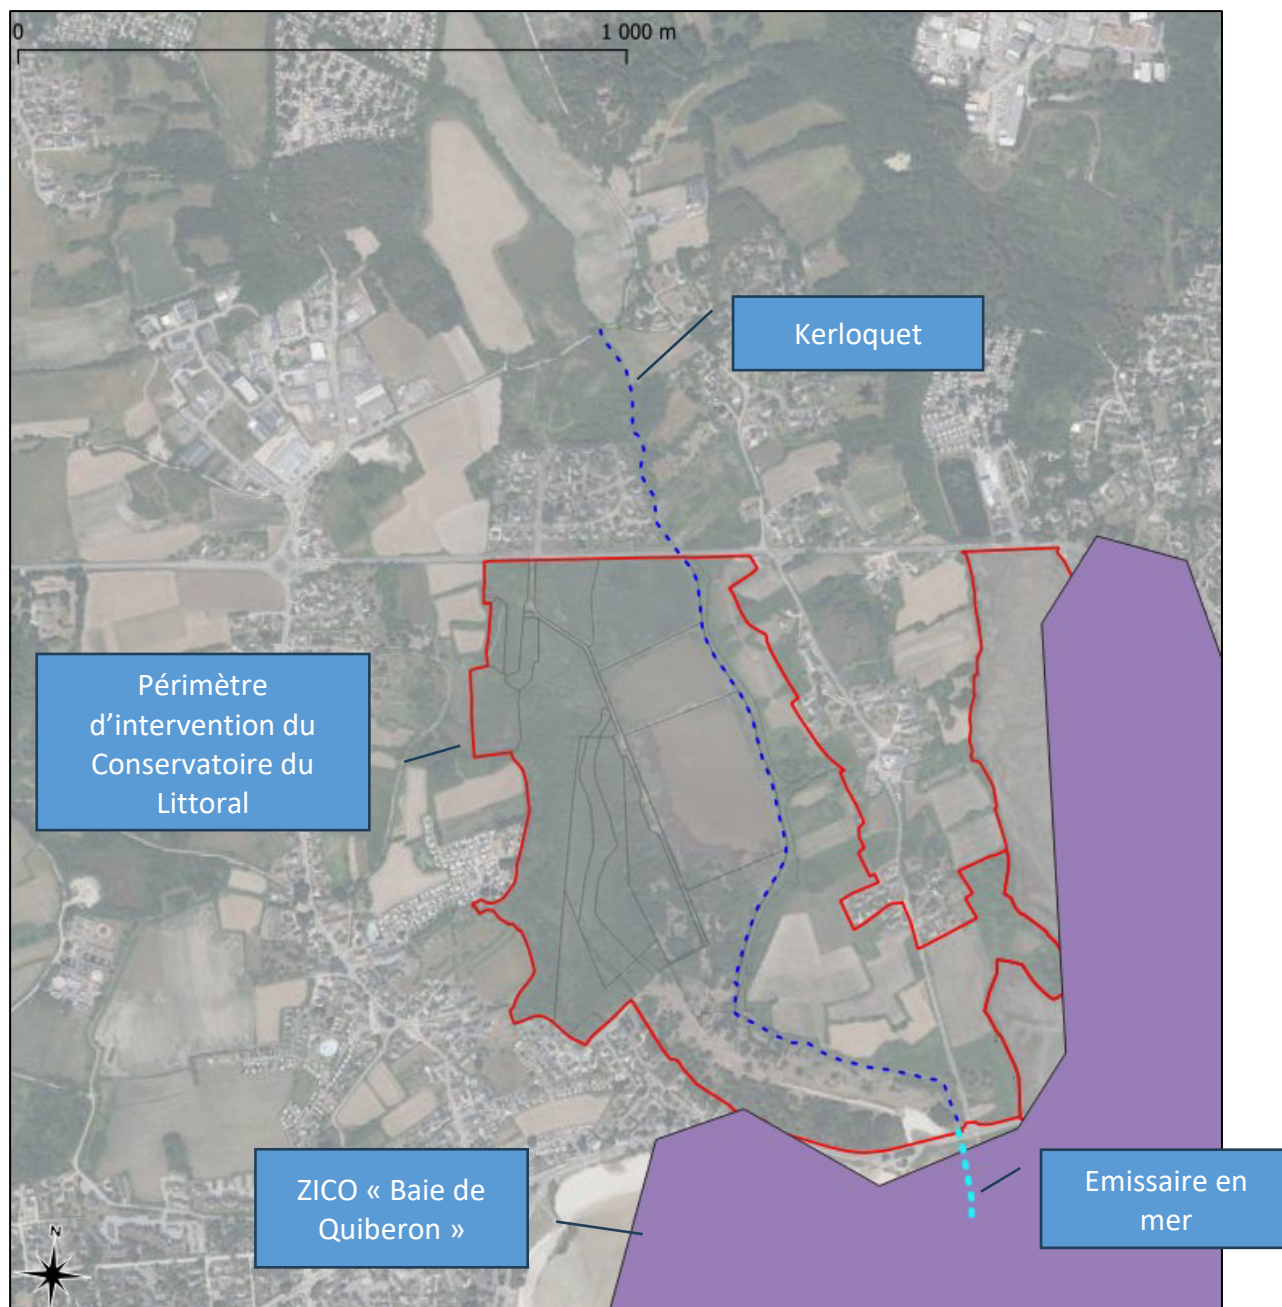 0
1 000 m
Kerloquet
Périmètre
d’intervention du
Conservatoire du
Littoral
ZICO « Baie de
Quiberon »
Emissaire en
mer
N